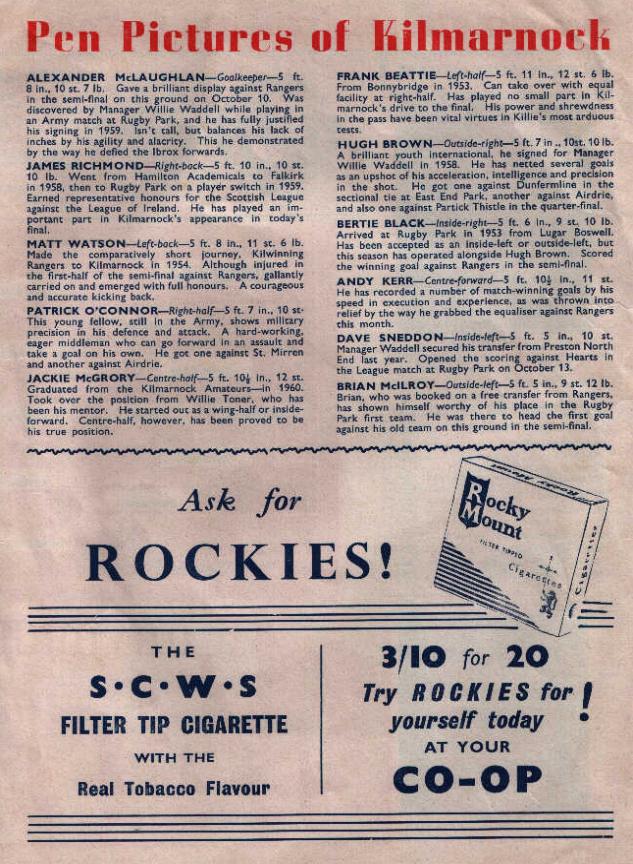 Pen Pictures of Kilmarnock
ALEXANDER McLAUGHLAN—Goalkeeper—5 ft.
8 in., 10 st. 7 lb. Gave a brilliant display against Rangers
in the semi-final on this ground on October 10. Was
discovered by Manager Willie Waddell while playing in
an Army match at Rugby Park, and he has fully justified
his signing in 1959. Isn't tall, but balances his lack of
inches by his agility and alacrity. This he demonstrated
by the way he defied the Ibrox forwards.
JAMES RICHMOND—Right-back—5 ft. 10 in., 10 st.
10 lb. Went from Hamilton Academicals to Falkirk
in 1958, then to Rugby Park on a player switch in 1959.
Earned representative honours for the Scottish League
against the League of Ireland. He has played an im-
portant part in Kilmarnock's appearance in today's
final.
MATT WATSON—Left-back—5 ft. 8 in., 11 st. 6 lb.
Made the comparatively short journey, Kilwinning
Rangers to Kilmarnock in 1954. Although injured in
the first-half of the semi-final against Rangers, gallantly
carried on and emerged with full honours. A courageous
and accurate kicking back.
PATRICK O'CONNOR—Right-half—5 ft. 7 in., 10 st-
This young fellow, still in the Army, shows military
precision in his defence and attack. A hard-working,
eager middleman who can go forward in an assault and
take a goal on his own. He got one against St. Mirren
and another against Airdrie.
JACKIE McGRORY—Centre-half—5 ft. 10½ in., 12 st.
Graduated from the Kilmarnock Amateurs—in 1960.
Took over the position from Willie Toner, who has
been his mentor. He started out as a wing-half or inside-
forward. Centre-half, however, has been proved to be
his true position.
FRANK BEATTIE—Left-half—5 ft. 11 in., 12 st. 6 lb.
From Bonnybridge in 1953. Can take over with equal
facility at right-half. Has played no small part in Kil-
marnock's drive to the final. His power and shrewdness
in the pass have been vital virtues in Killie's most arduous
tests.
HUGH BROWN—Outside-right—5 ft. 7 in., 10st. 10 lb.
A brilliant youth international, he signed for Manager
Willie Waddell in 1958. He has netted several goals
as an upshot of his acceleration, intelligence and precision
in the shot. He got one against Dunfermline in the
sectional tie at East End Park, another against Airdrie,
and also one against Partick Thistle in the quarter-final.
BERTIE BLACK—Inside-right—5 ft. 6 in., 9 st. 10 lb.
Arrived at Rugby Park in 1953 from Lugar Boswell.
Has been accepted as an inside-left or outside-left, but
this season has operated alongside Hugh Brown. Scored
the winning goal against Rangers in the semi-final.
ANDY KERR—Centre-forward—5 ft. 10½ in., 11 st.
He has recorded a number of match-winning goals by his
speed in execution and experience, as was thrown into
relief by the way he grabbed the equaliser against Rangers
this month.
DAVE SNEDDON—Inside-left—5 ft. 5 in., 10 st.
Manager Waddell secured his transfer from Preston North
End last year. Opened the scoring against Hearts in
the League match at Rugby Park on October 13.
BRIAN McILROY—Outside-left—5 ft. 5 in., 9 st. 12 lb.
Brian, who was booked on a free transfer from Rangers,
has shown himself worthy of his place in the Rugby
Park first team. He was there to head the first goal
against his old team on this ground in the semi-final.
Ask for
ROCKIES!
Rocky Mount
Rocky
Mount
FILTER TIPPED
Cigarettes
Cigarettes
THE
S·C·W·S
FILTER TIP CIGARETTE
WITH THE
Real Tobacco Flavour
3/10 for 20
Try ROCKIES for
yourself today!
AT YOUR
CO-OP